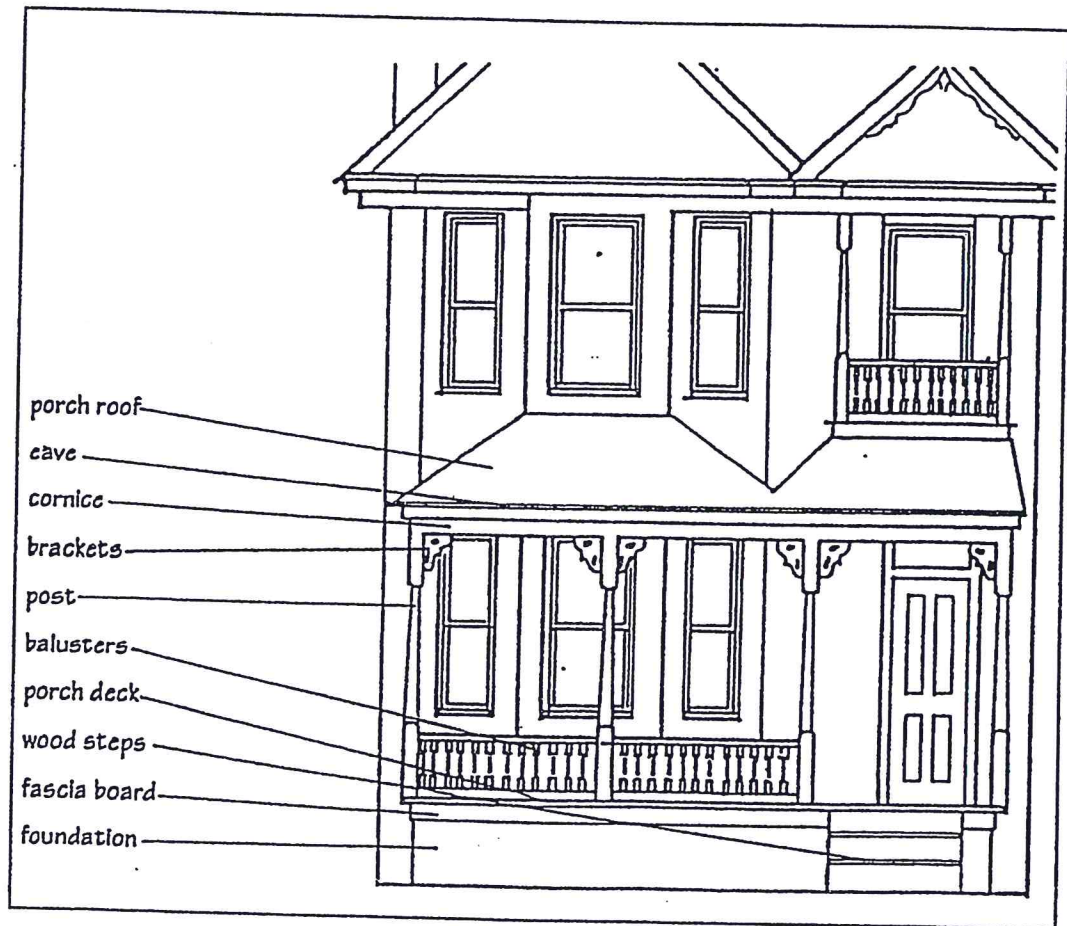 porch roof
eave
cornice
brackets
post
balusters
porch deck
wood steps
fascia board
foundation